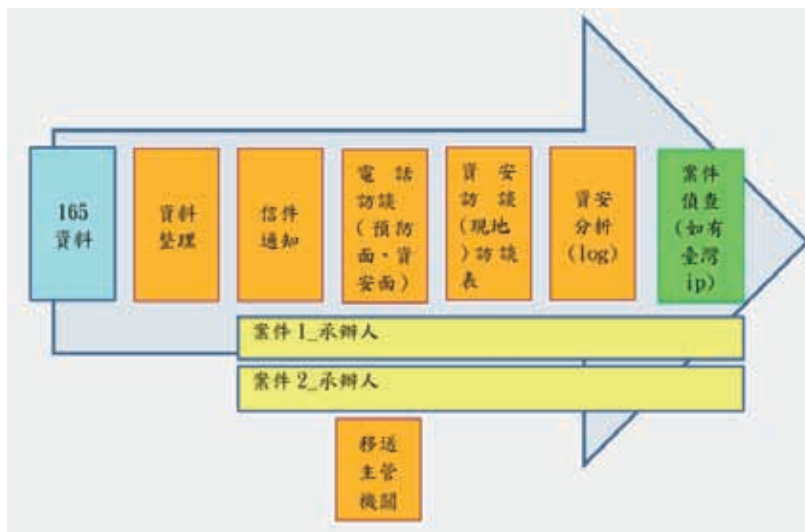 165
資料
資料
整理
信件
通知
電話
訪談
(預防
面、資
安面)
資安
訪談
(現地
)訪談
表
資安
分析
(log)
案件
偵查
(如有
臺灣
ip)
案件 1_承辦人
案件 2_承辦人
移送
主管
機關